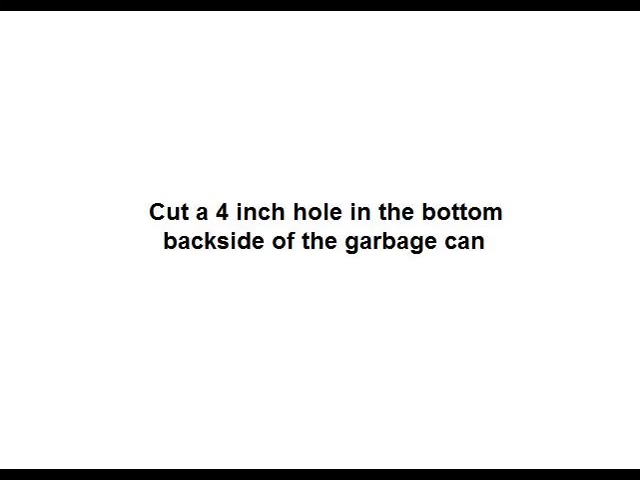 Cut a 4 inch hole in the bottom
backside of the garbage can